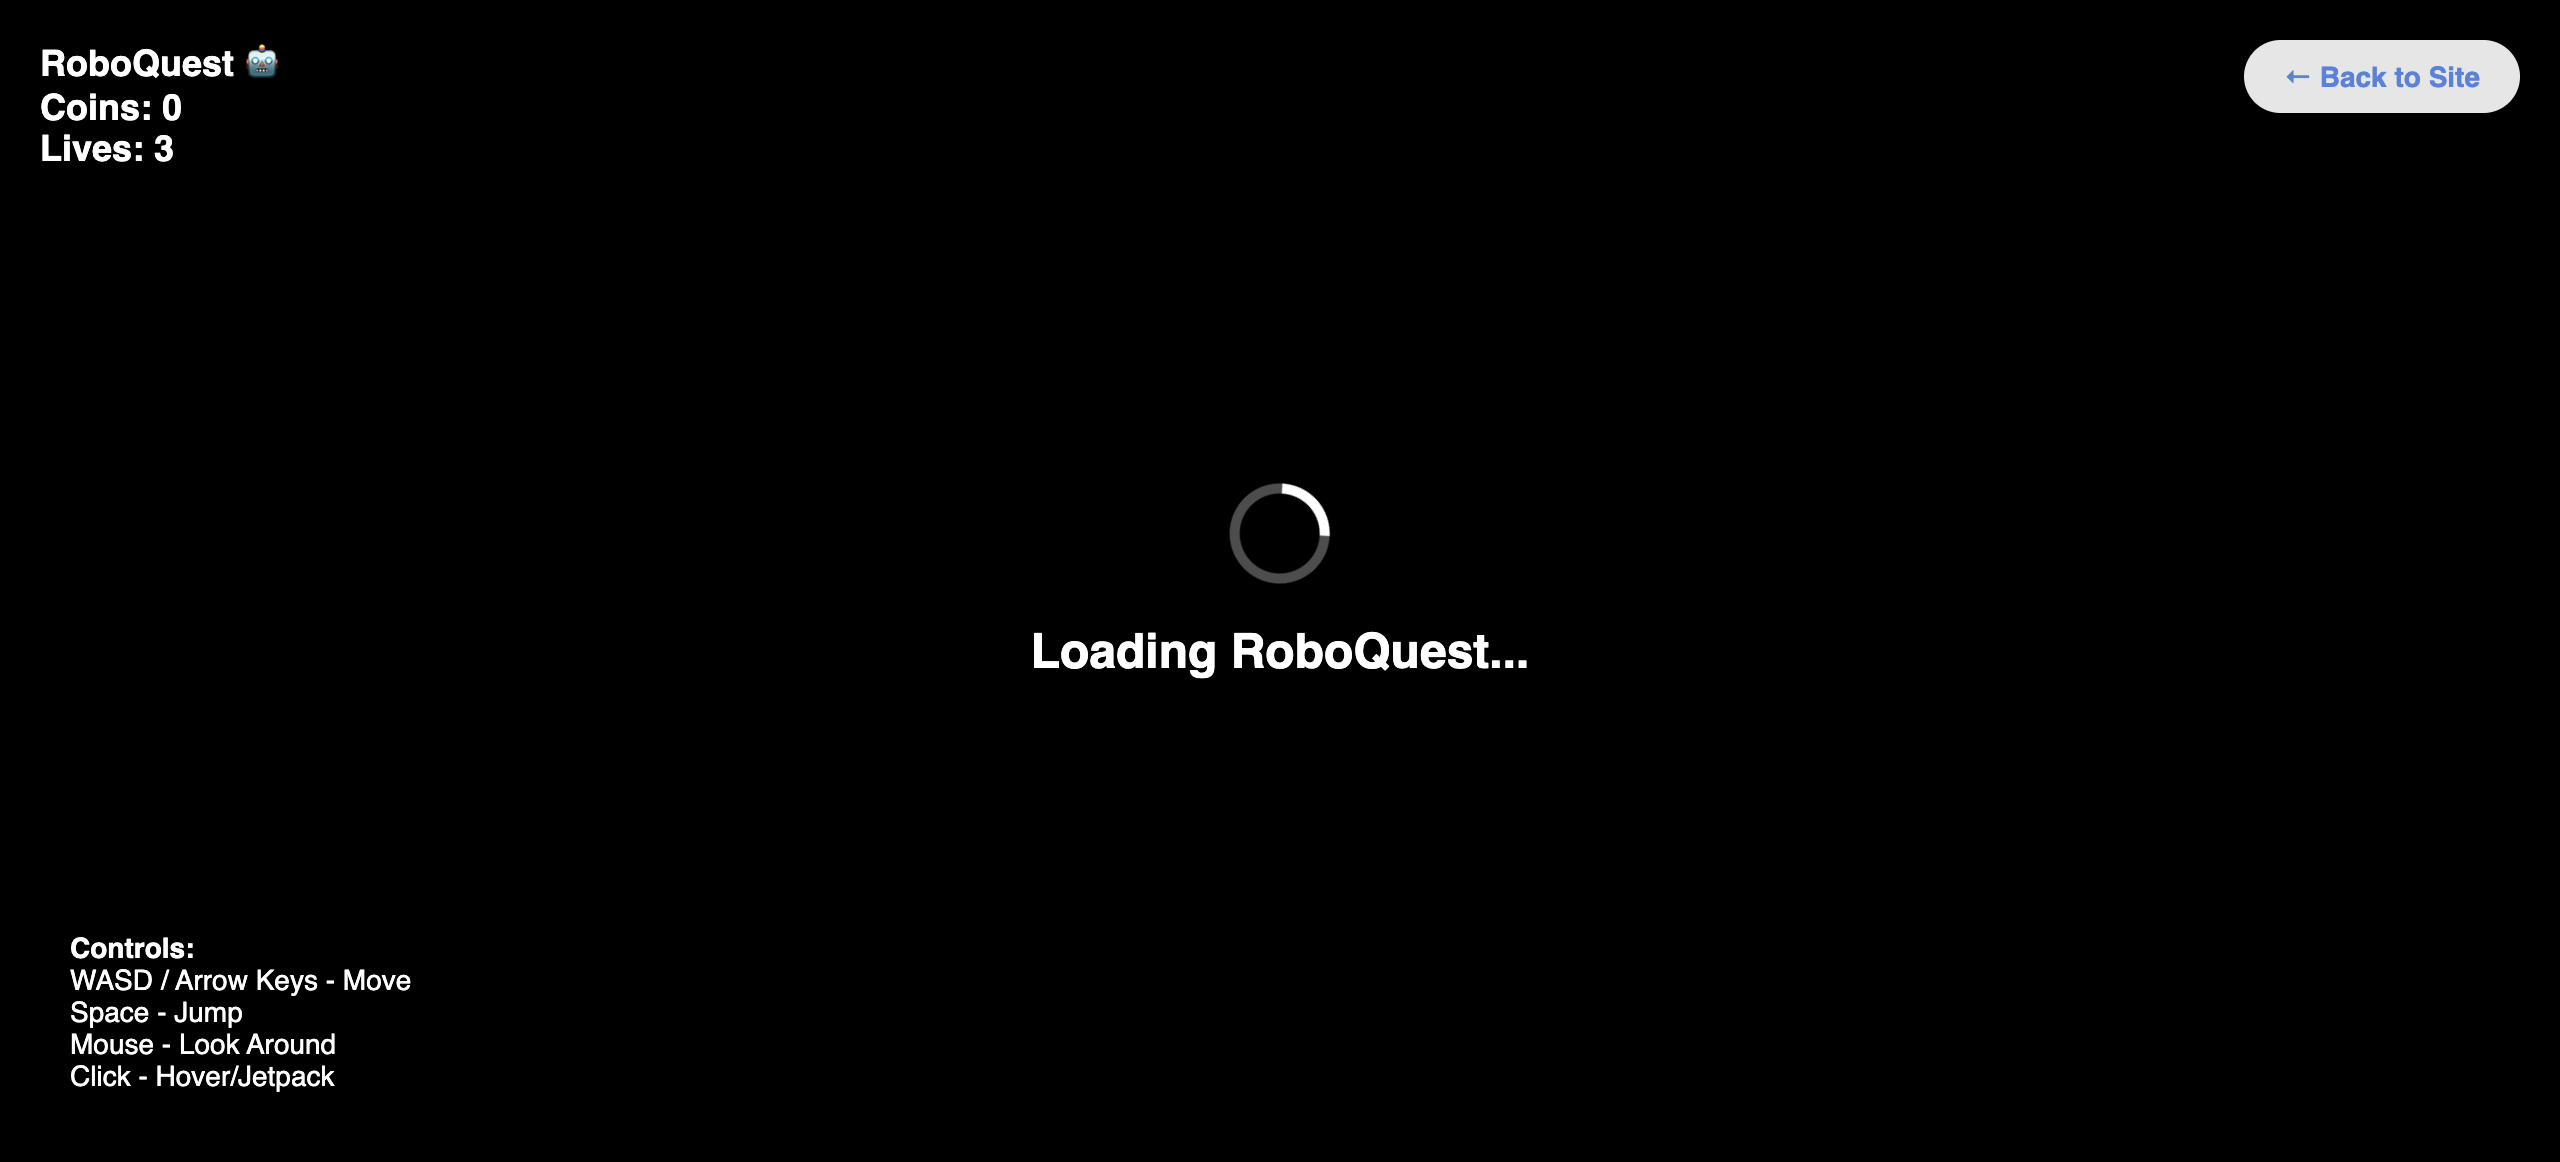 RoboQuest 🤖
Coins: 0
Lives: 3
← Back to Site
Loading RoboQuest...
Controls:
WASD / Arrow Keys - Move
Space - Jump
Mouse - Look Around
Click - Hover/Jetpack